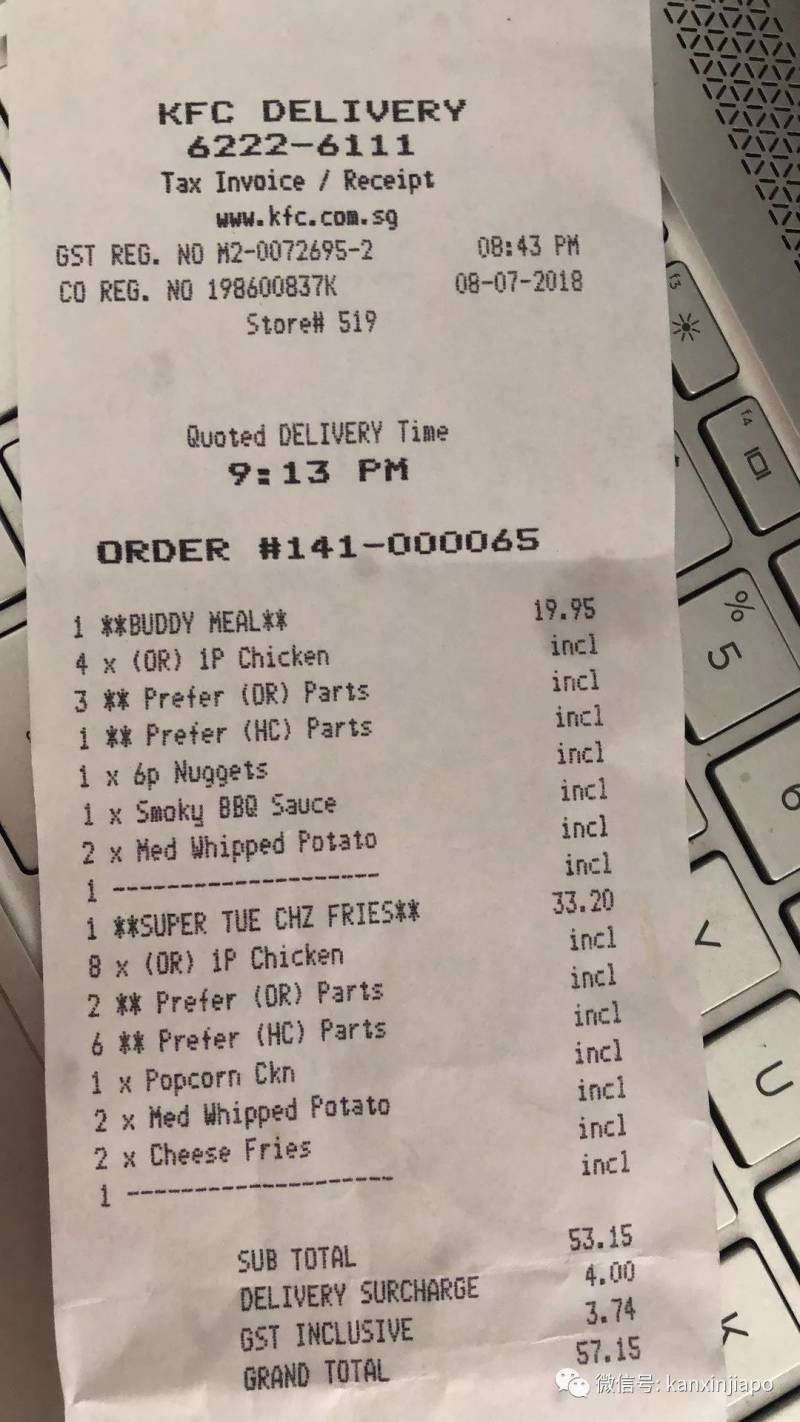 KFC DELIVERY
6222-6111
Tax Invoice / Receipt
www.kfc.com.sg
GST REG. NO M2-0072695-2 08:43 PM
CO REG. NO 198600837K 08-07-2018
Store# 519
Quoted DELIVERY Time
9:13 PM
ORDER #141-000065
1 **BUDDY MEAL** 19.95
4 x (OR) 1P Chicken incl
3 ** Prefer (OR) Parts incl
1 ** Prefer (HC) Parts incl
1 x 6p Nuggets incl
1 x Smoky BBQ Sauce incl
2 x Med Whipped Potato incl
1 -------------------- incl
1 **SUPER TUE CHZ FRIES** 33.20
8 x (OR) 1P Chicken incl
2 ** Prefer (OR) Parts incl
6 ** Prefer (HC) Parts incl
1 x Popcorn Ckn incl
2 x Med Whipped Potato incl
2 x Cheese Fries incl
1 -------------------- incl
SUB TOTAL 53.15
DELIVERY SURCHARGE 4.00
GST INCLUSIVE 3.74
GRAND TOTAL 57.15
f3
f4
%
5
6
V
U
K
微信号: kanxinjiapo